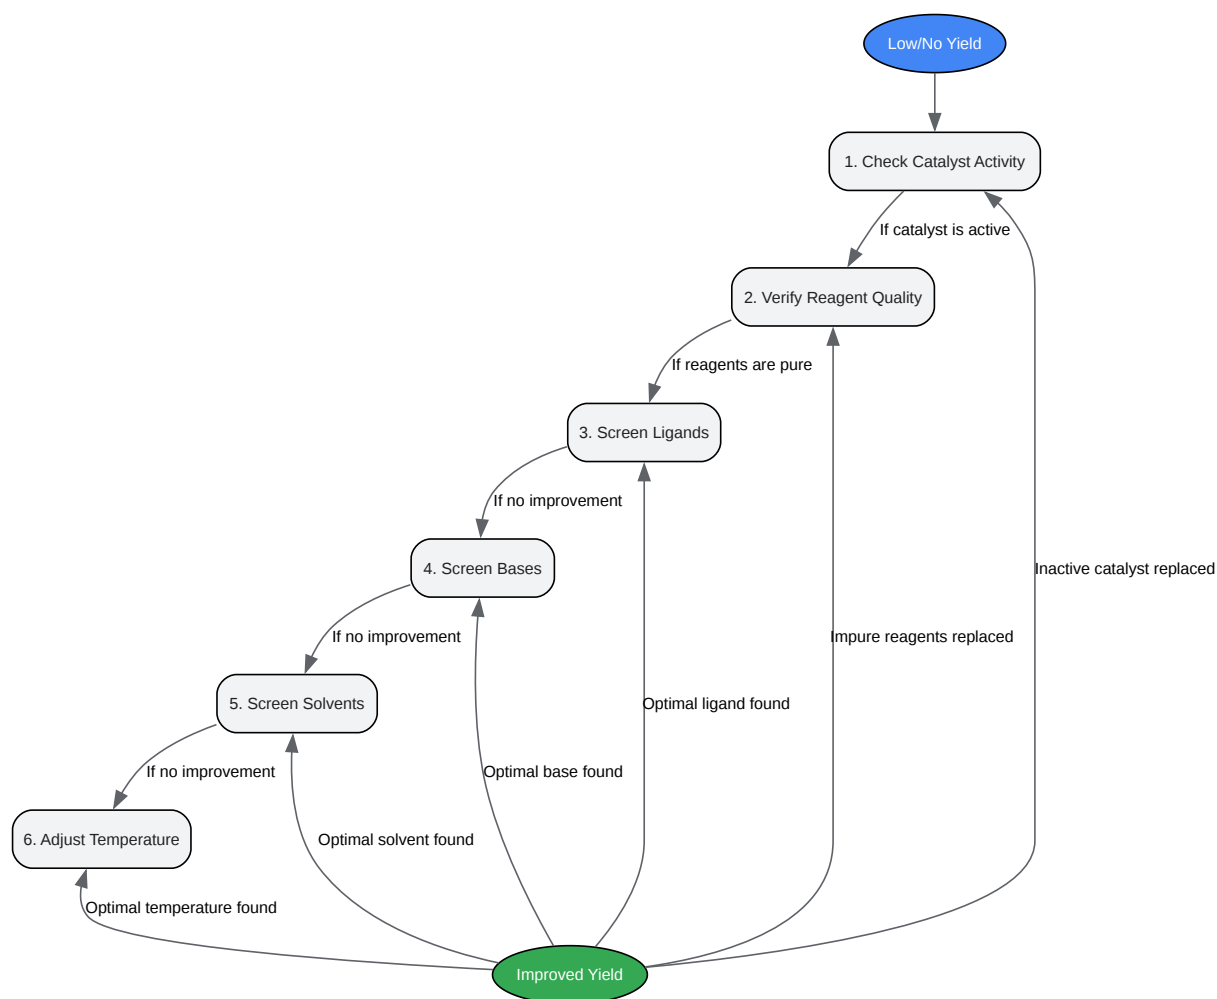 Low/No Yield
1. Check Catalyst Activity
If catalyst is active
2. Verify Reagent Quality
If reagents are pure
3. Screen Ligands
If no improvement
4. Screen Bases
Inactive catalyst replaced
If no improvement
Impure reagents replaced
5. Screen Solvents
Optimal ligand found
If no improvement
Optimal base found
6. Adjust Temperature
Optimal solvent found
Optimal temperature found
Improved Yield